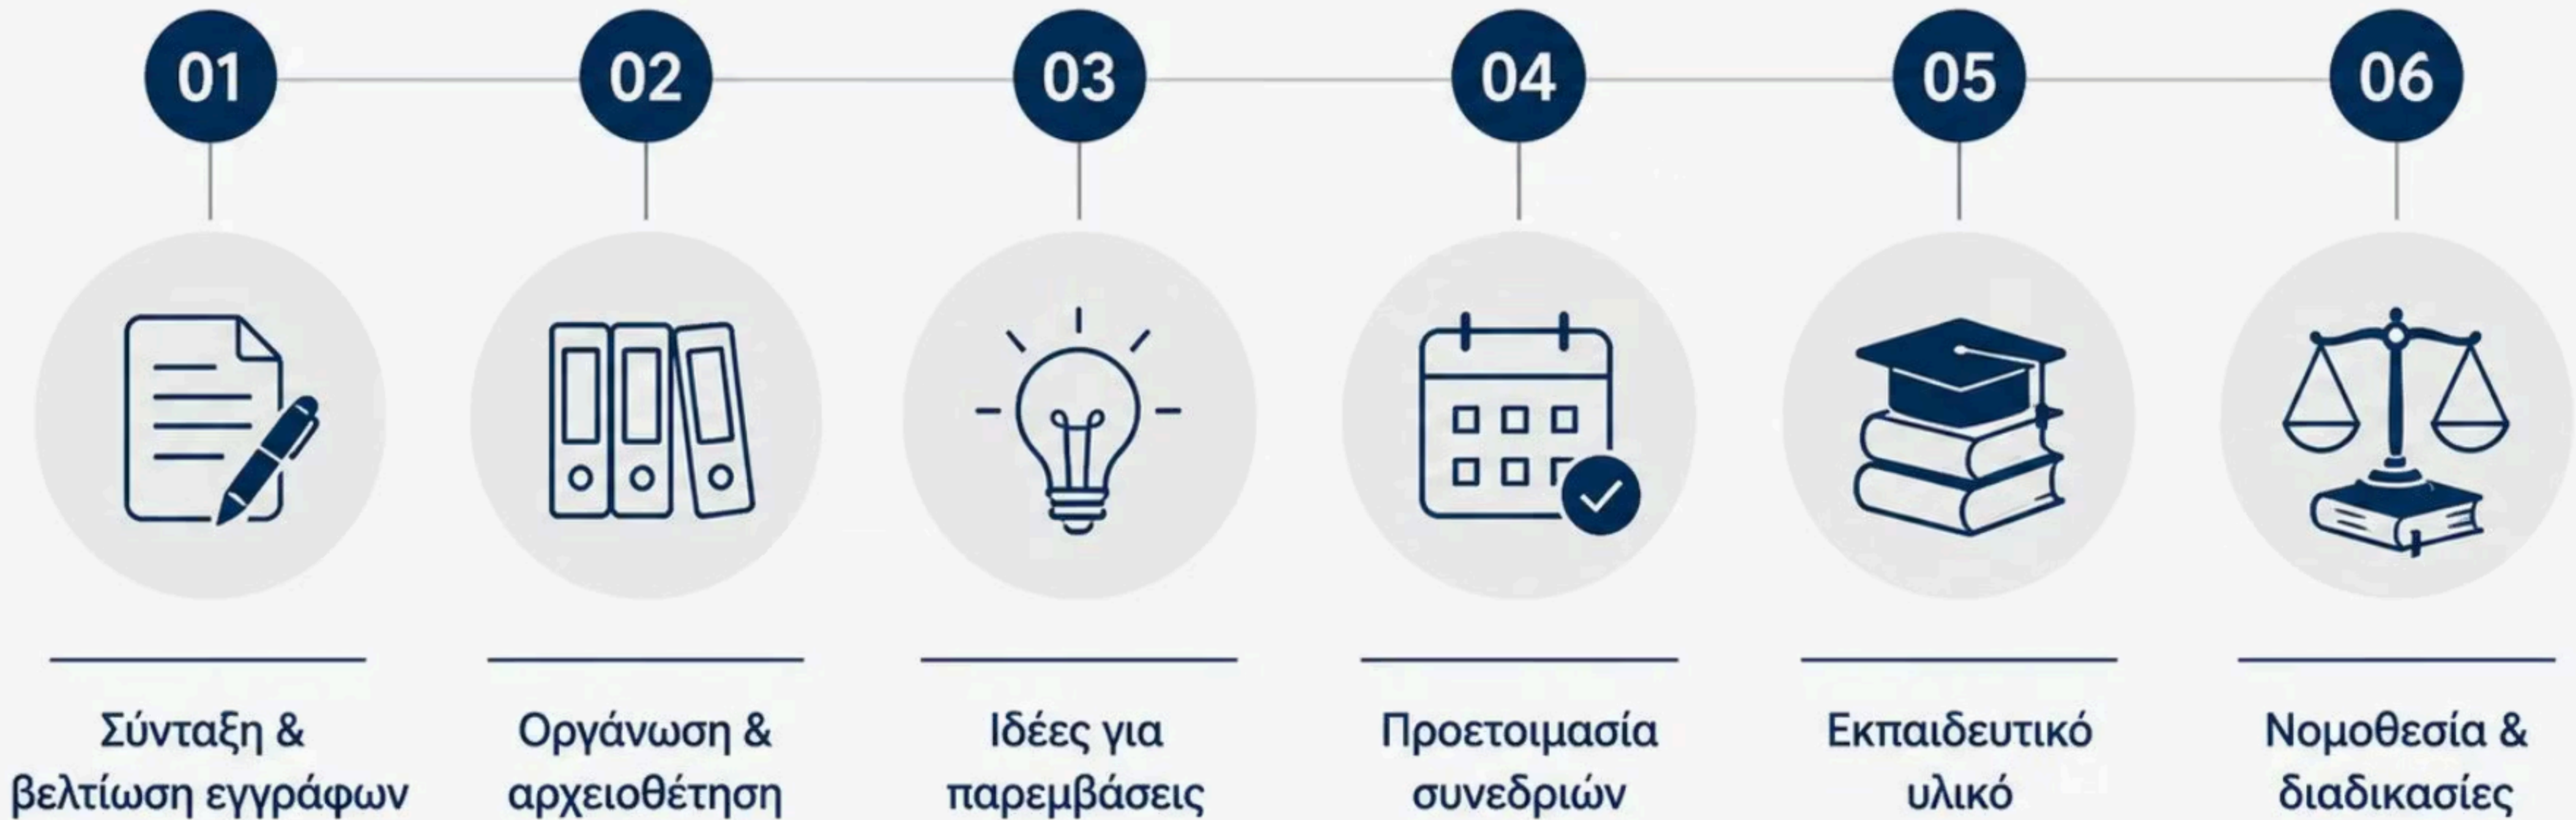 01
02
03
04
05
06
Σύνταξη &
βελτίωση εγγράφων
Οργάνωση &
αρχειοθέτηση
Ιδέες για
παρεμβάσεις
Προετοιμασία
συνεδριών
Εκπαιδευτικό
υλικό
Νομοθεσία &
διαδικασίες